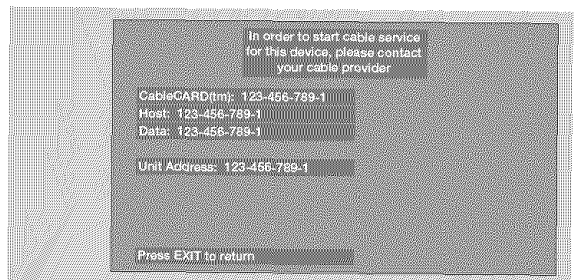 In order to start cable service
for this device, please contact
your cable provider
CableCARD(tm): 123-456-789-1
Host: 123-456-789-1
Data: 123-456-789-1
Unit Address: 123-456-789-1
Press EXIT to return